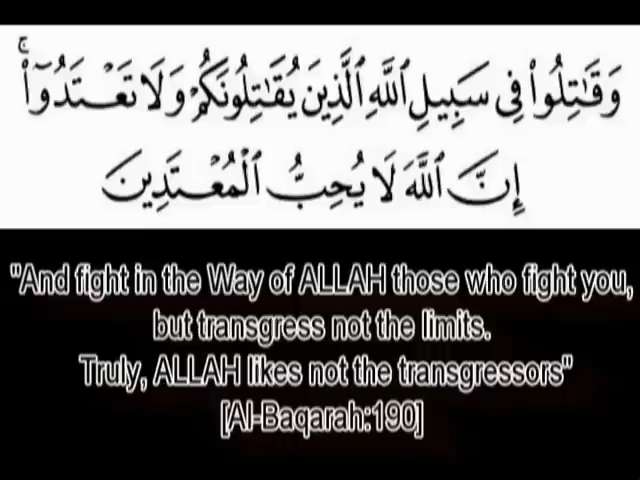 وَقَٰتِلُوا۟ فِى سَبِيلِ ٱللَّهِ ٱلَّذِينَ يُقَٰتِلُونَكُمْ وَلَا تَعْتَدُوٓا۟ ۚ
إِنَّ ٱللَّهَ لَا يُحِبُّ ٱلْمُعْتَدِينَ
"And fight in the Way of ALLAH those who fight you,
but transgress not the limits.
Truly, ALLAH likes not the transgressors"
[Al-Baqarah:190]